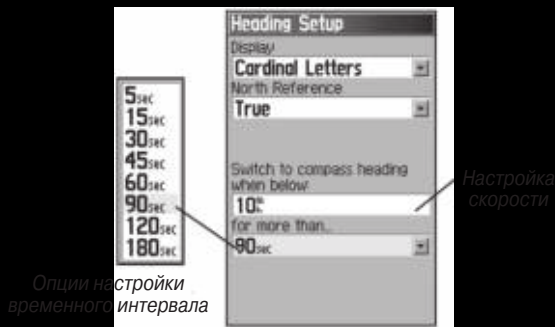 Heading Setup
Display
Cardinal Letters
North Reference
True
Switch to compass heading
when below:
10
for more than...
90sec
5sec
15sec
30sec
45sec
60sec
90sec
120sec
180sec
Настройка
скорости
Опции настройки
временного интервала